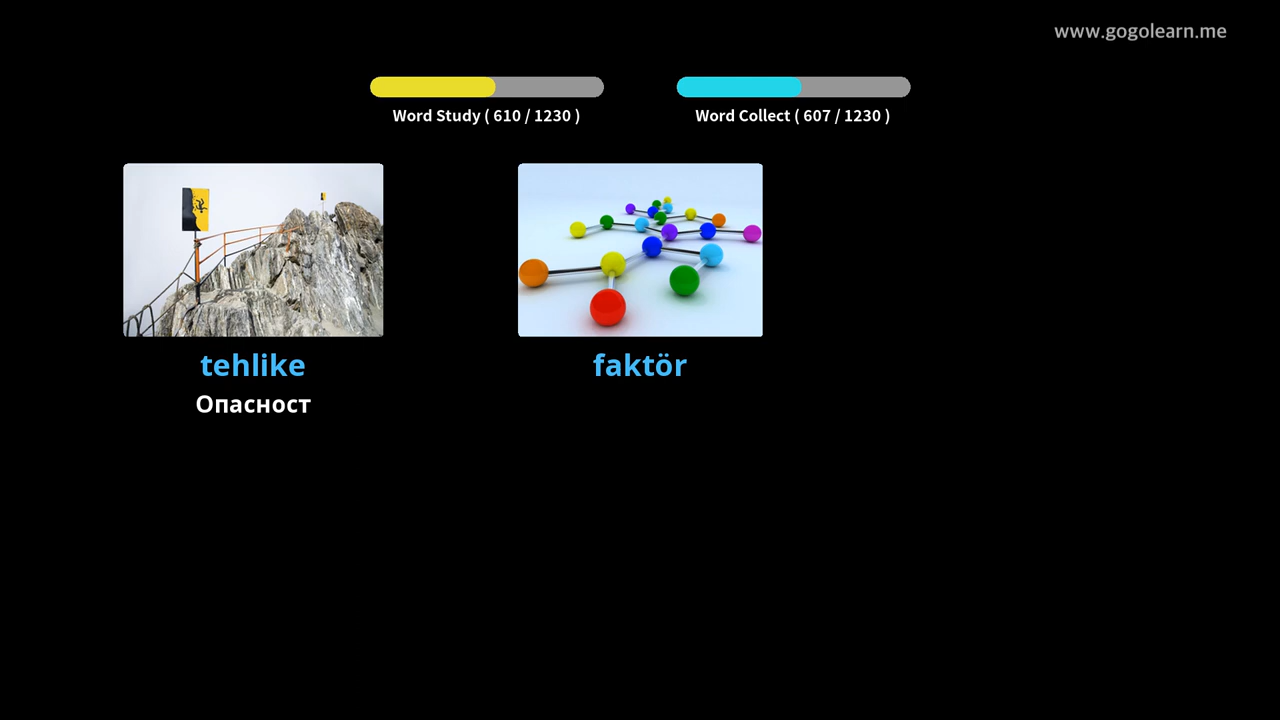 www.gogolearn.me
Word Study ( 610 / 1230 )
Word Collect ( 607 / 1230 )
tehlike
faktör
Опасност